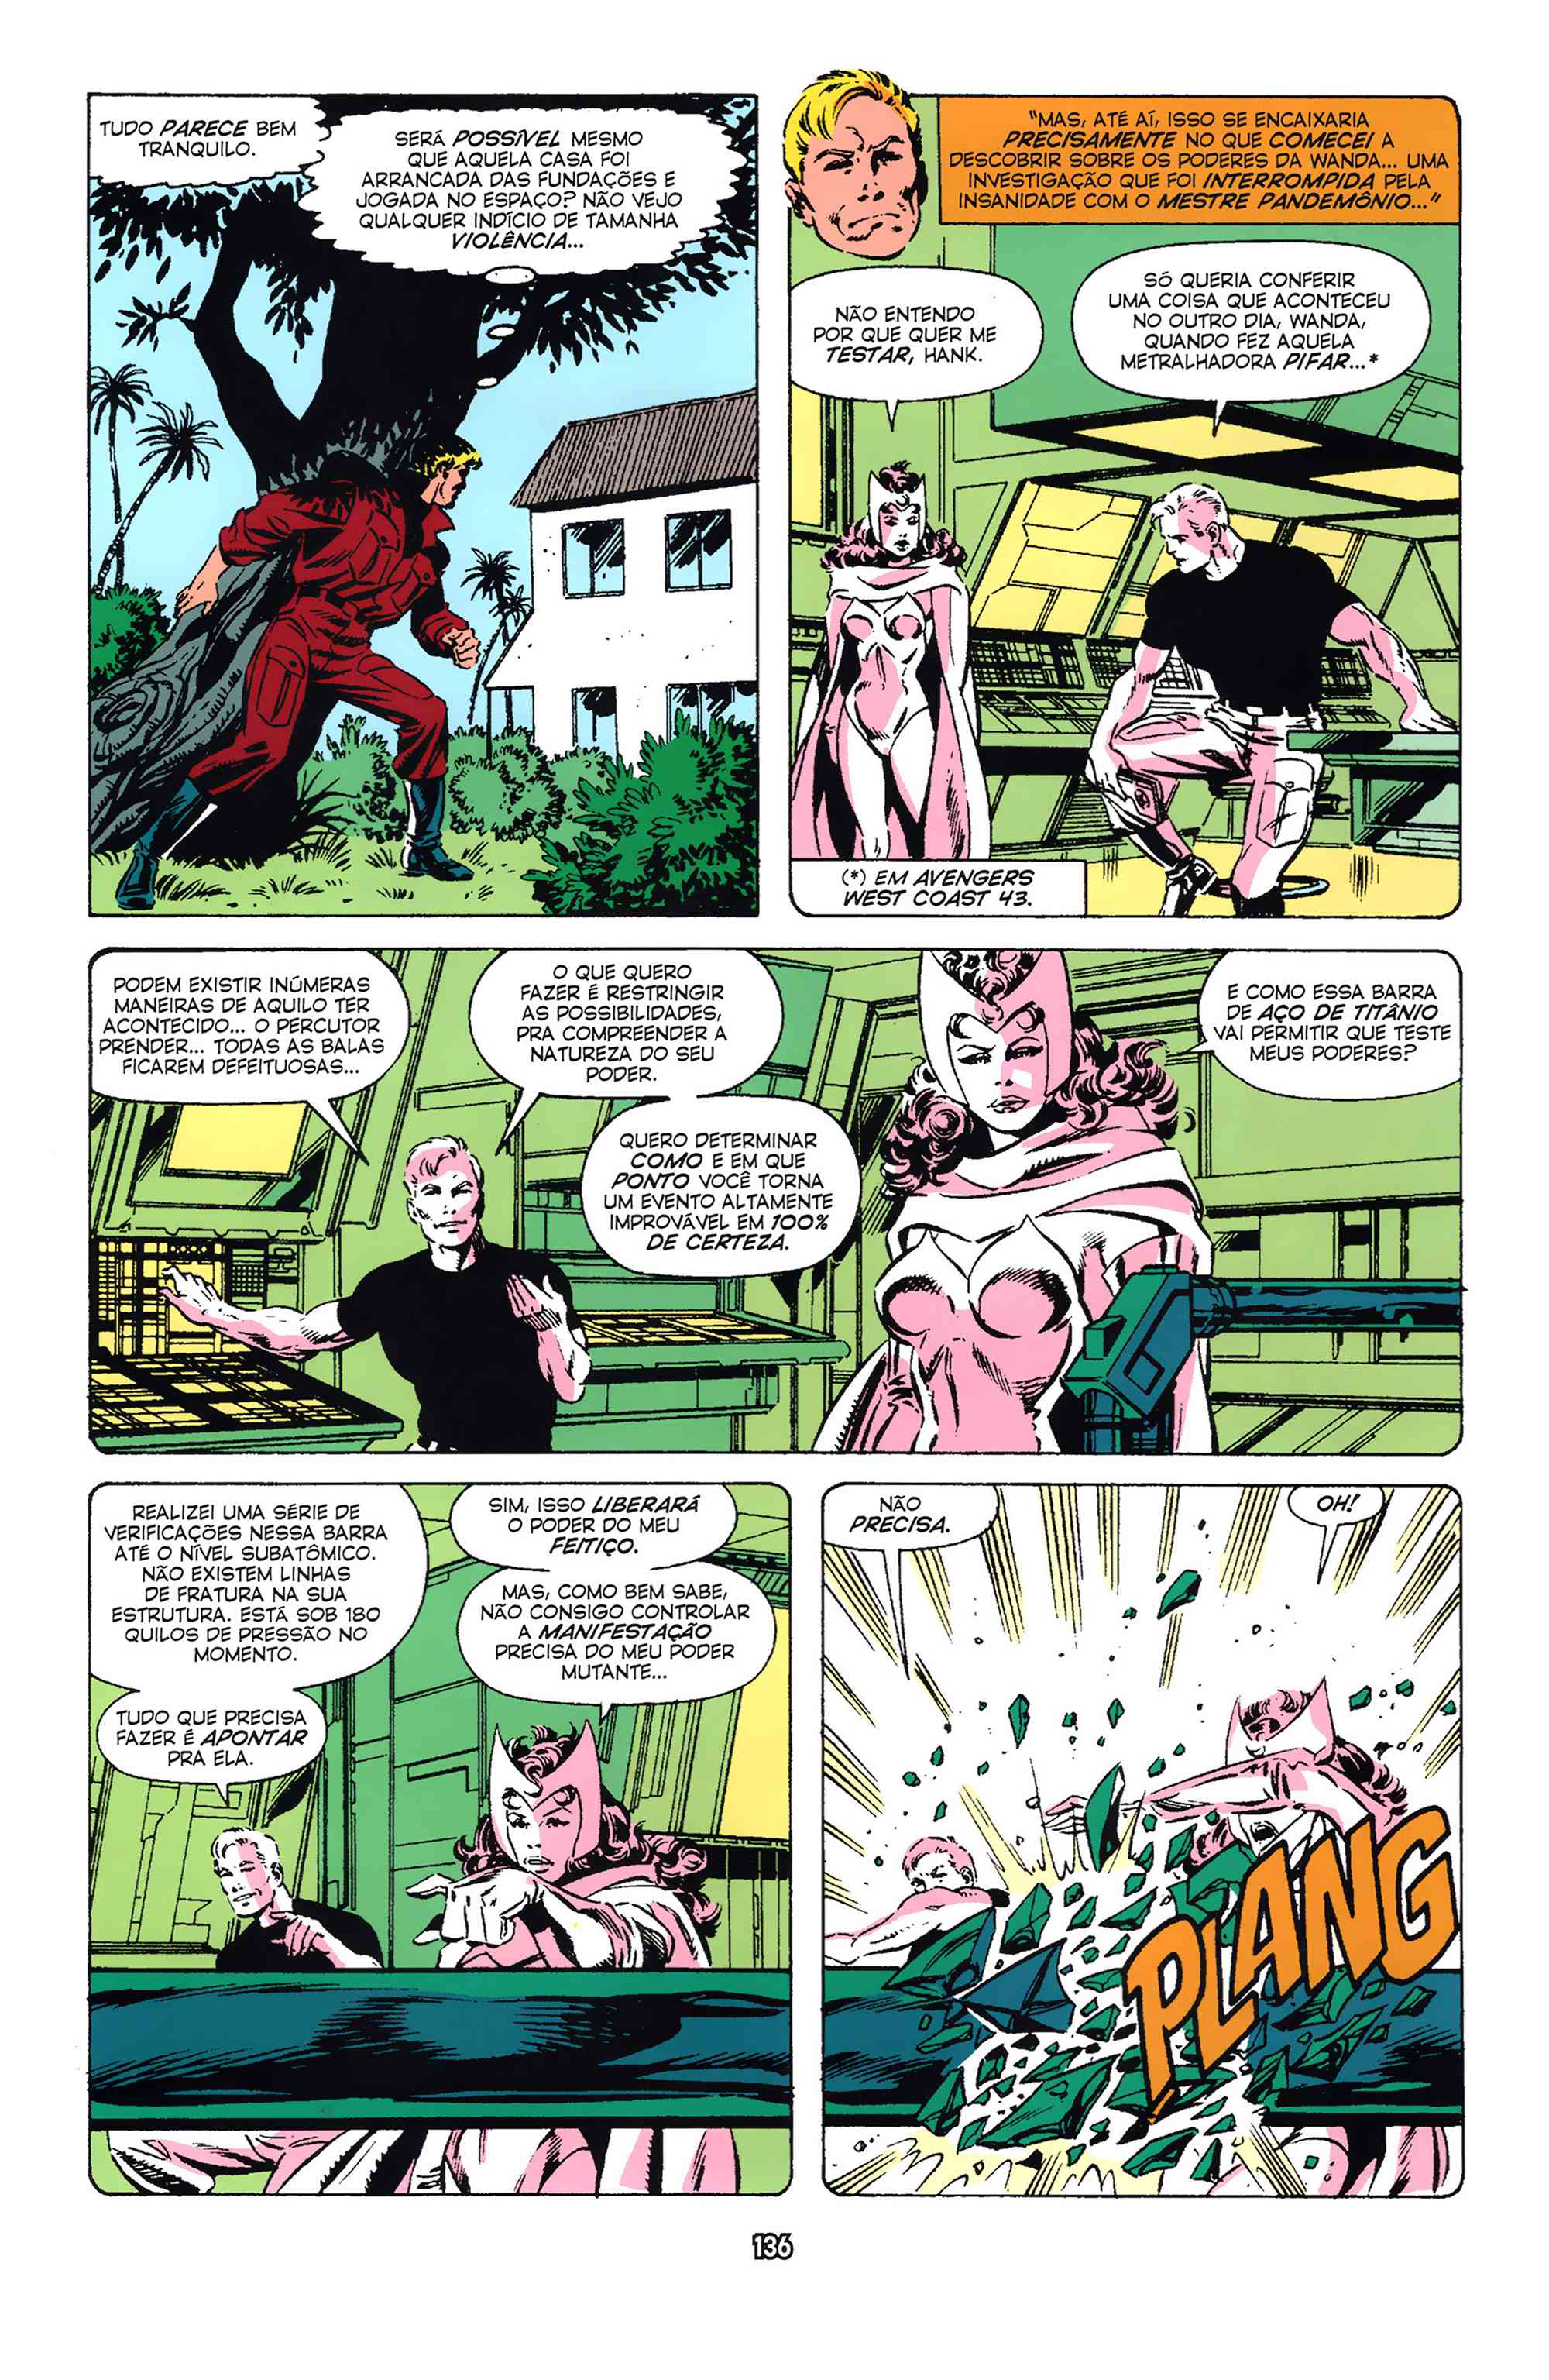 TUDO PARECE BEM
TRANQUILO.
SERÁ POSSÍVEL MESMO
QUE AQUELA CASA FOI
ARRANCADA DAS FUNDAÇÕES E
JOGADA NO ESPAÇO? NÃO VEJO
QUALQUER INDÍCIO DE TAMANHA
VIOLÊNCIA...
"MAS, ATÉ AÍ, ISSO SE ENCAIXARIA
PRECISAMENTE NO QUE COMECEI A
DESCOBRIR SOBRE OS PODERES DA WANDA... UMA
INVESTIGAÇÃO QUE FOI INTERROMPIDA PELA
INSANIDADE COM O MESTRE PANDEMÔNIO..."
NÃO ENTENDO
POR QUE QUER ME
TESTAR, HANK.
SÓ QUERIA CONFERIR
UMA COISA QUE ACONTECEU
NO OUTRO DIA, WANDA,
QUANDO FEZ AQUELA
METRALHADORA PIFAR...*
(*) EM AVENGERS
WEST COAST 43.
PODEM EXISTIR INÚMERAS
MANEIRAS DE AQUILO TER
ACONTECIDO... O PERCUTOR
PRENDER... TODAS AS BALAS
FICAREM DEFEITUOSAS...
O QUE QUERO
FAZER É RESTRINGIR
AS POSSIBILIDADES,
PRA COMPREENDER A
NATUREZA DO SEU
PODER.
QUERO DETERMINAR
COMO E EM QUE
PONTO VOCÊ TORNA
UM EVENTO ALTAMENTE
IMPROVÁVEL EM 100%
DE CERTEZA.
E COMO ESSA BARRA
DE AÇO DE TITÂNIO
VAI PERMITIR QUE TESTE
MEUS PODERES?
REALIZEI UMA SÉRIE DE
VERIFICAÇÕES NESSA BARRA
ATÉ O NÍVEL SUBATÔMICO.
NÃO EXISTEM LINHAS
DE FRATURA NA SUA
ESTRUTURA. ESTÁ SOB 180
QUILOS DE PRESSÃO NO
MOMENTO.
TUDO QUE PRECISA
FAZER É APONTAR
PRA ELA.
SIM, ISSO LIBERARÁ
O PODER DO MEU
FEITIÇO.
MAS, COMO BEM SABE,
NÃO CONSIGO CONTROLAR
A MANIFESTAÇÃO
PRECISA DO MEU PODER
MUTANTE...
NÃO
PRECISA.
OH!
PLANG
136